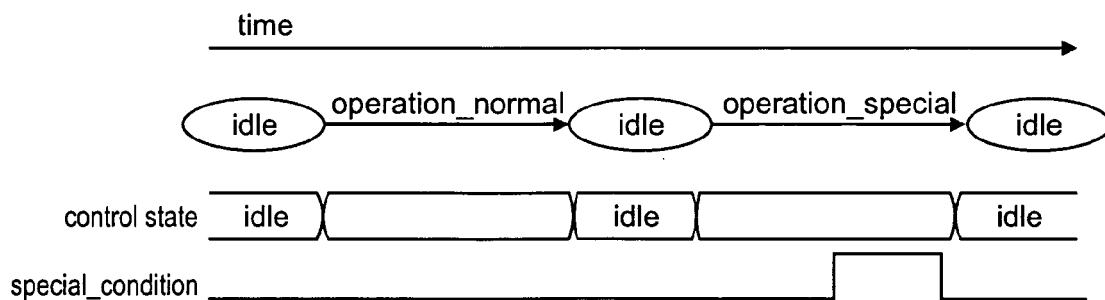 time
operation_normal operation_special
idle idle idle
control state idle idle idle
special_condition